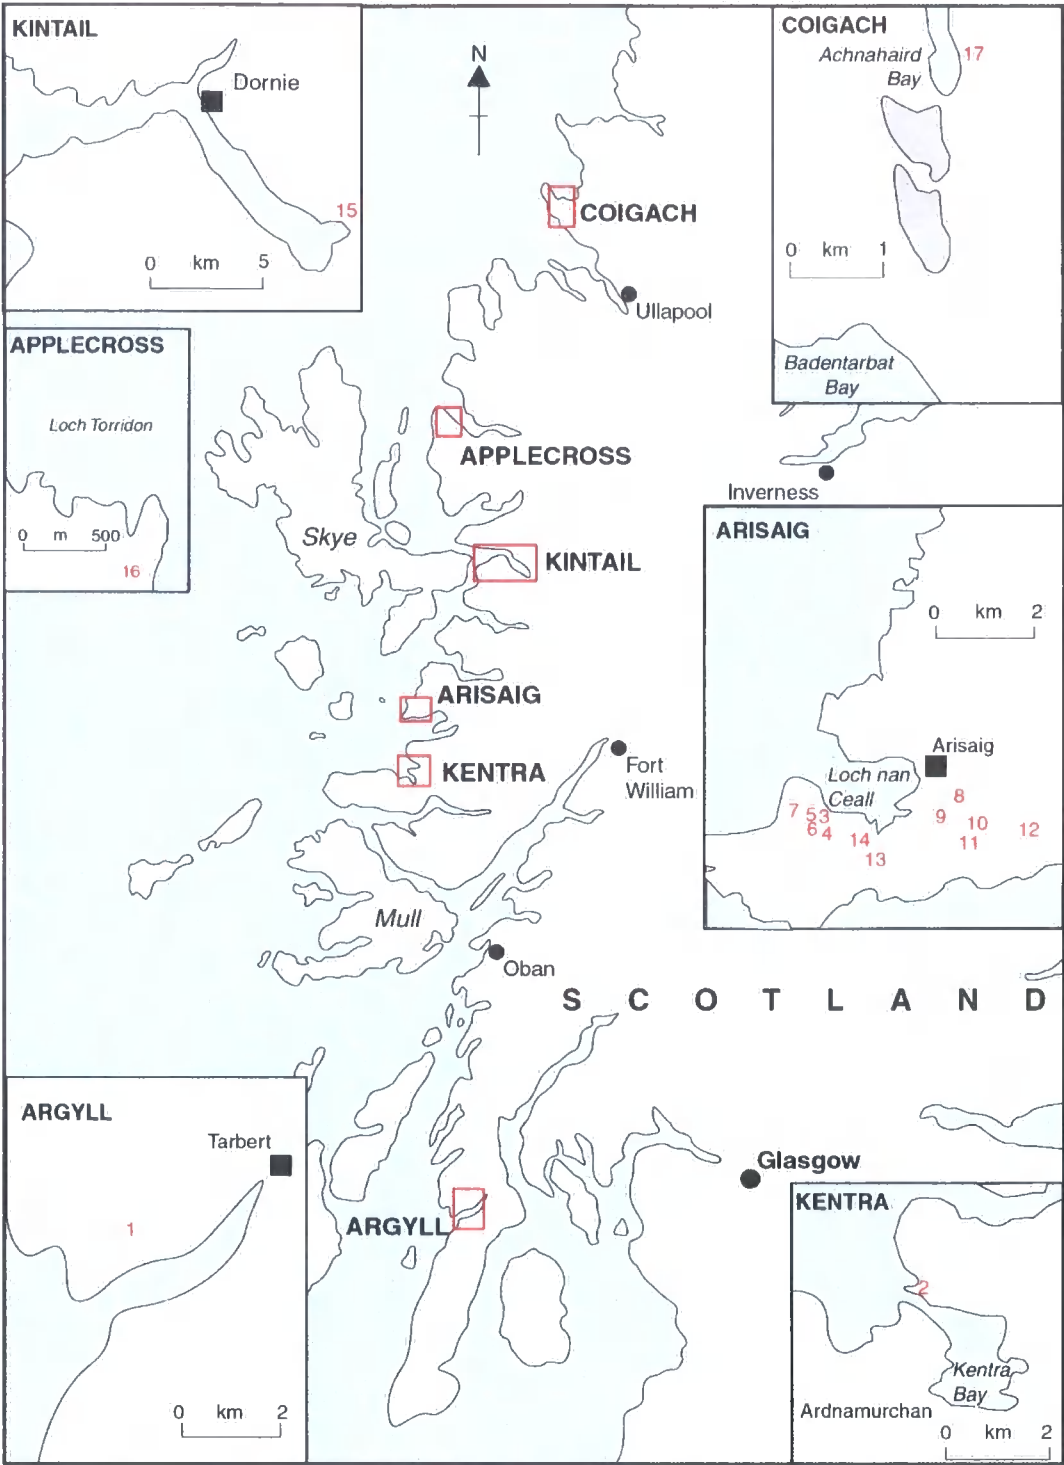 KINTAIL
Dornie
15
0 km 5
N
COIGACH
Achnahaird
Bay
17
0 km 1
Badentarbat
Bay
COIGACH
Ullapool
APPLECROSS
Loch Torridon
0 m 500
16
APPLECROSS
Inverness
Skye
KINTAIL
ARISAIG
0 km 2
Arisaig
Loch nan
Ceall
8
7 5 3
9 10
6 4
12
14
11
13
ARISAIG
KENTRA
Fort
William
Mull
Oban
SCOTLAND
ARGYLL
Tarbert
1
0 km 2
ARGYLL
Glasgow
KENTRA
2
Kentra
Bay
Ardnamurchan
0 km 2